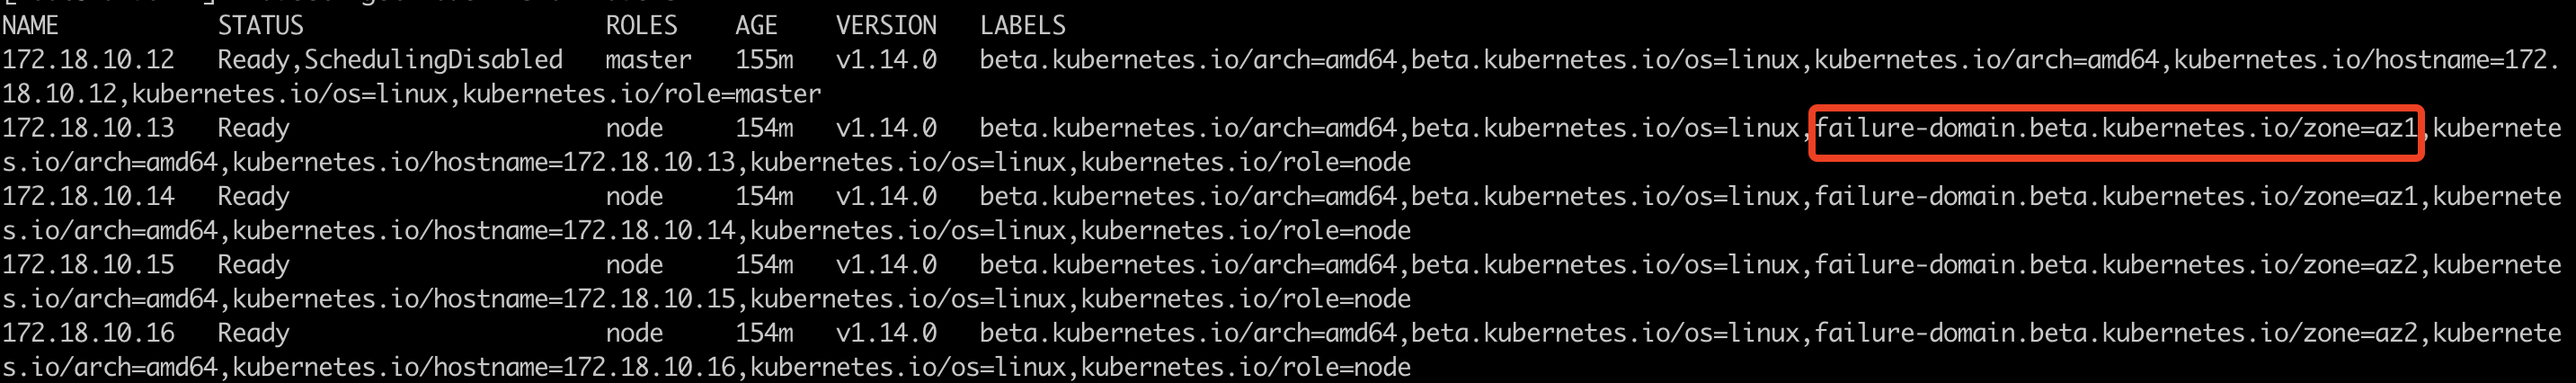 NAME STATUS ROLES AGE VERSION LABELS
172.18.10.12 Ready,SchedulingDisabled master 155m v1.14.0 beta.kubernetes.io/arch=amd64,beta.kubernetes.io/os=linux,kubernetes.io/arch=amd64,kubernetes.io/hostname=172.
18.10.12,kubernetes.io/os=linux,kubernetes.io/role=master
172.18.10.13 Ready node 154m v1.14.0 beta.kubernetes.io/arch=amd64,beta.kubernetes.io/os=linux,failure-domain.beta.kubernetes.io/zone=az1,kubernete
s.io/arch=amd64,kubernetes.io/hostname=172.18.10.13,kubernetes.io/os=linux,kubernetes.io/role=node
172.18.10.14 Ready node 154m v1.14.0 beta.kubernetes.io/arch=amd64,beta.kubernetes.io/os=linux,failure-domain.beta.kubernetes.io/zone=az1,kubernete
s.io/arch=amd64,kubernetes.io/hostname=172.18.10.14,kubernetes.io/os=linux,kubernetes.io/role=node
172.18.10.15 Ready node 154m v1.14.0 beta.kubernetes.io/arch=amd64,beta.kubernetes.io/os=linux,failure-domain.beta.kubernetes.io/zone=az2,kubernete
s.io/arch=amd64,kubernetes.io/hostname=172.18.10.15,kubernetes.io/os=linux,kubernetes.io/role=node
172.18.10.16 Ready node 154m v1.14.0 beta.kubernetes.io/arch=amd64,beta.kubernetes.io/os=linux,failure-domain.beta.kubernetes.io/zone=az2,kubernete
s.io/arch=amd64,kubernetes.io/hostname=172.18.10.16,kubernetes.io/os=linux,kubernetes.io/role=node